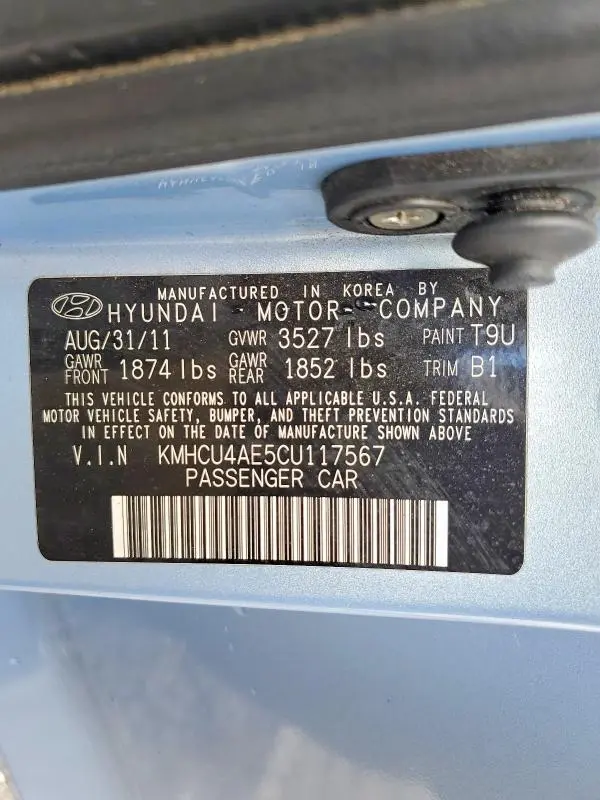 MANUFACTURED IN KOREA BY
HYUNDAI MOTOR COMPANY
AUG/31/11 GVWR 3527 lbs PAINT T9U
GAWR FRONT 1874 lbs GAWR REAR 1852 lbs TRIM B1
THIS VEHICLE CONFORMS TO ALL APPLICABLE U.S.A. FEDERAL
MOTOR VEHICLE SAFETY, BUMPER, AND THEFT PREVENTION STANDARDS
IN EFFECT ON THE DATE OF MANUFACTURE SHOWN ABOVE
V.I.N KMHCU4AE5CU117567
PASSENGER CAR